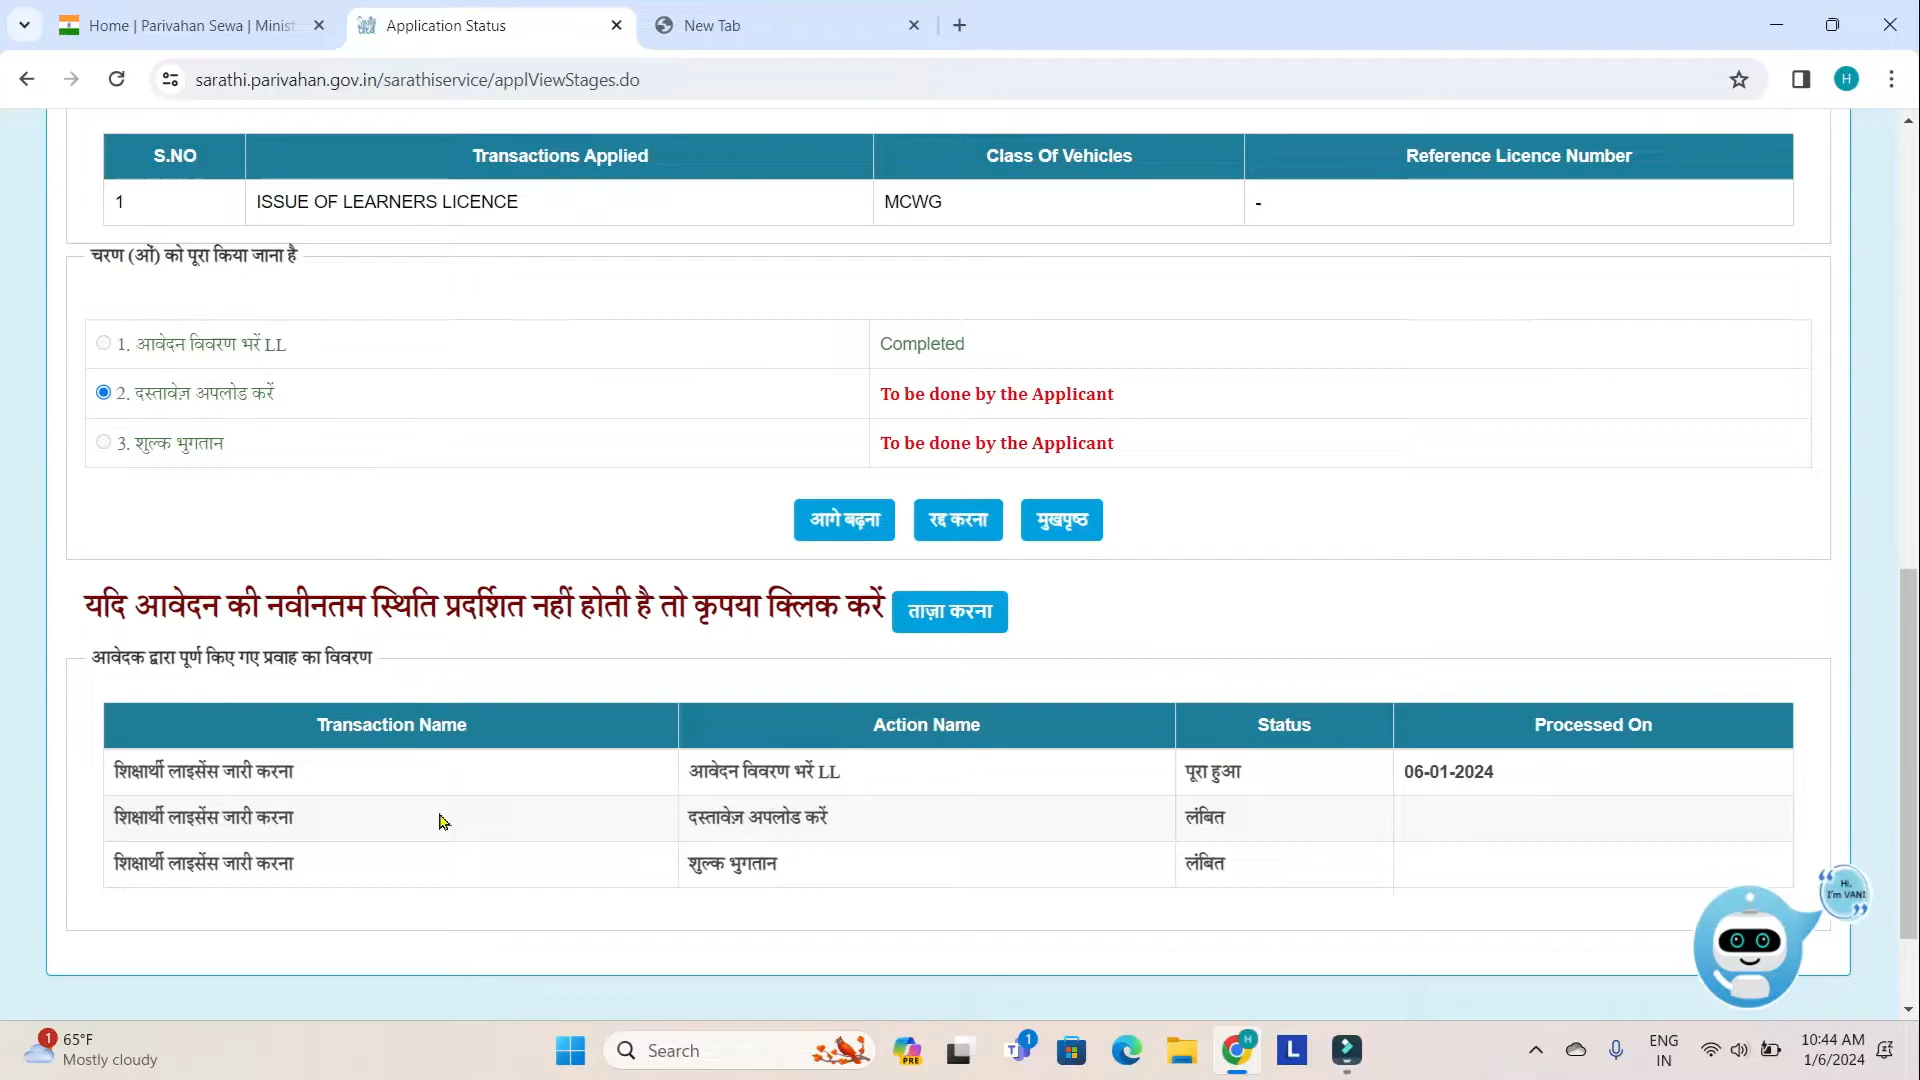 Home | Parivahan Sewa | Minist
Application Status
New Tab
sarathi.parivahan.gov.in/sarathiservice/applViewStages.do
H
S.NO Transactions Applied Class Of Vehicles Reference Licence Number
1 ISSUE OF LEARNERS LICENCE MCWG -
चरण (ओं) को पूरा किया जाना है
1. आवेदन विवरण भरें LL Completed
2. दस्तावेज़ अपलोड करें To be done by the Applicant
3. शुल्क भुगतान To be done by the Applicant
आगे बढ़ना रद्द करना मुखपृष्ठ
यदि आवेदन की नवीनतम स्थिति प्रदर्शित नहीं होती है तो कृपया क्लिक करें ताज़ा करना
आवेदक द्वारा पूर्ण किए गए प्रवाह का विवरण
Transaction Name Action Name Status Processed On
शिक्षार्थी लाइसेंस जारी करना आवेदन विवरण भरें LL पूरा हुआ 06-01-2024
शिक्षार्थी लाइसेंस जारी करना दस्तावेज़ अपलोड करें लंबित
शिक्षार्थी लाइसेंस जारी करना शुल्क भुगतान लंबित
Hi,
I'm VANI
1 65°F
Mostly cloudy
Search
PRE
1
H
L
ENG
IN
10:44 AM
1/6/2024